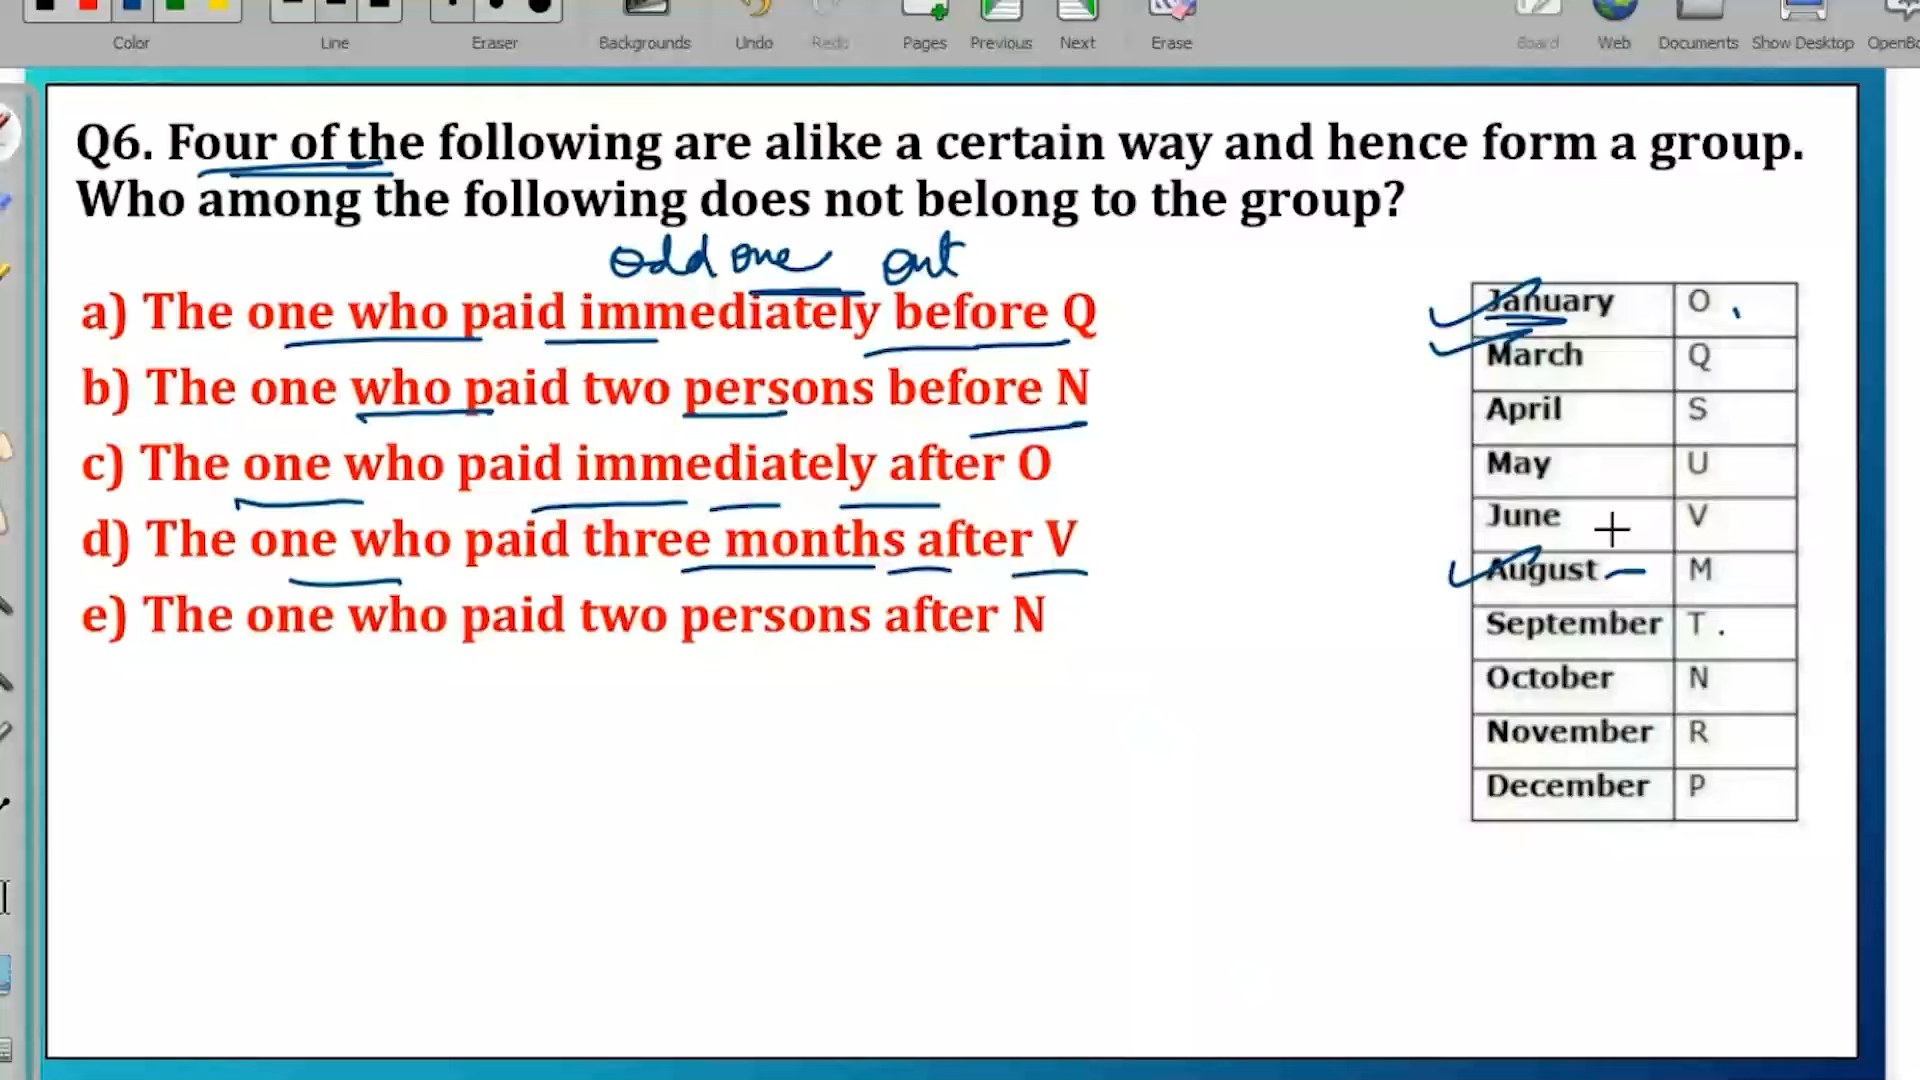 Color Line Eraser Backgrounds Undo Redo Pages Previous Next Erase Board Web Documents Show Desktop
Q6. Four of the following are alike a certain way and hence form a group.
Who among the following does not belong to the group?
odd one out
a) The one who paid immediately before Q
b) The one who paid two persons before N
c) The one who paid immediately after O
d) The one who paid three months after V
e) The one who paid two persons after N
January O
March Q
April S
May U
June V
August M
September T
October N
November R
December P